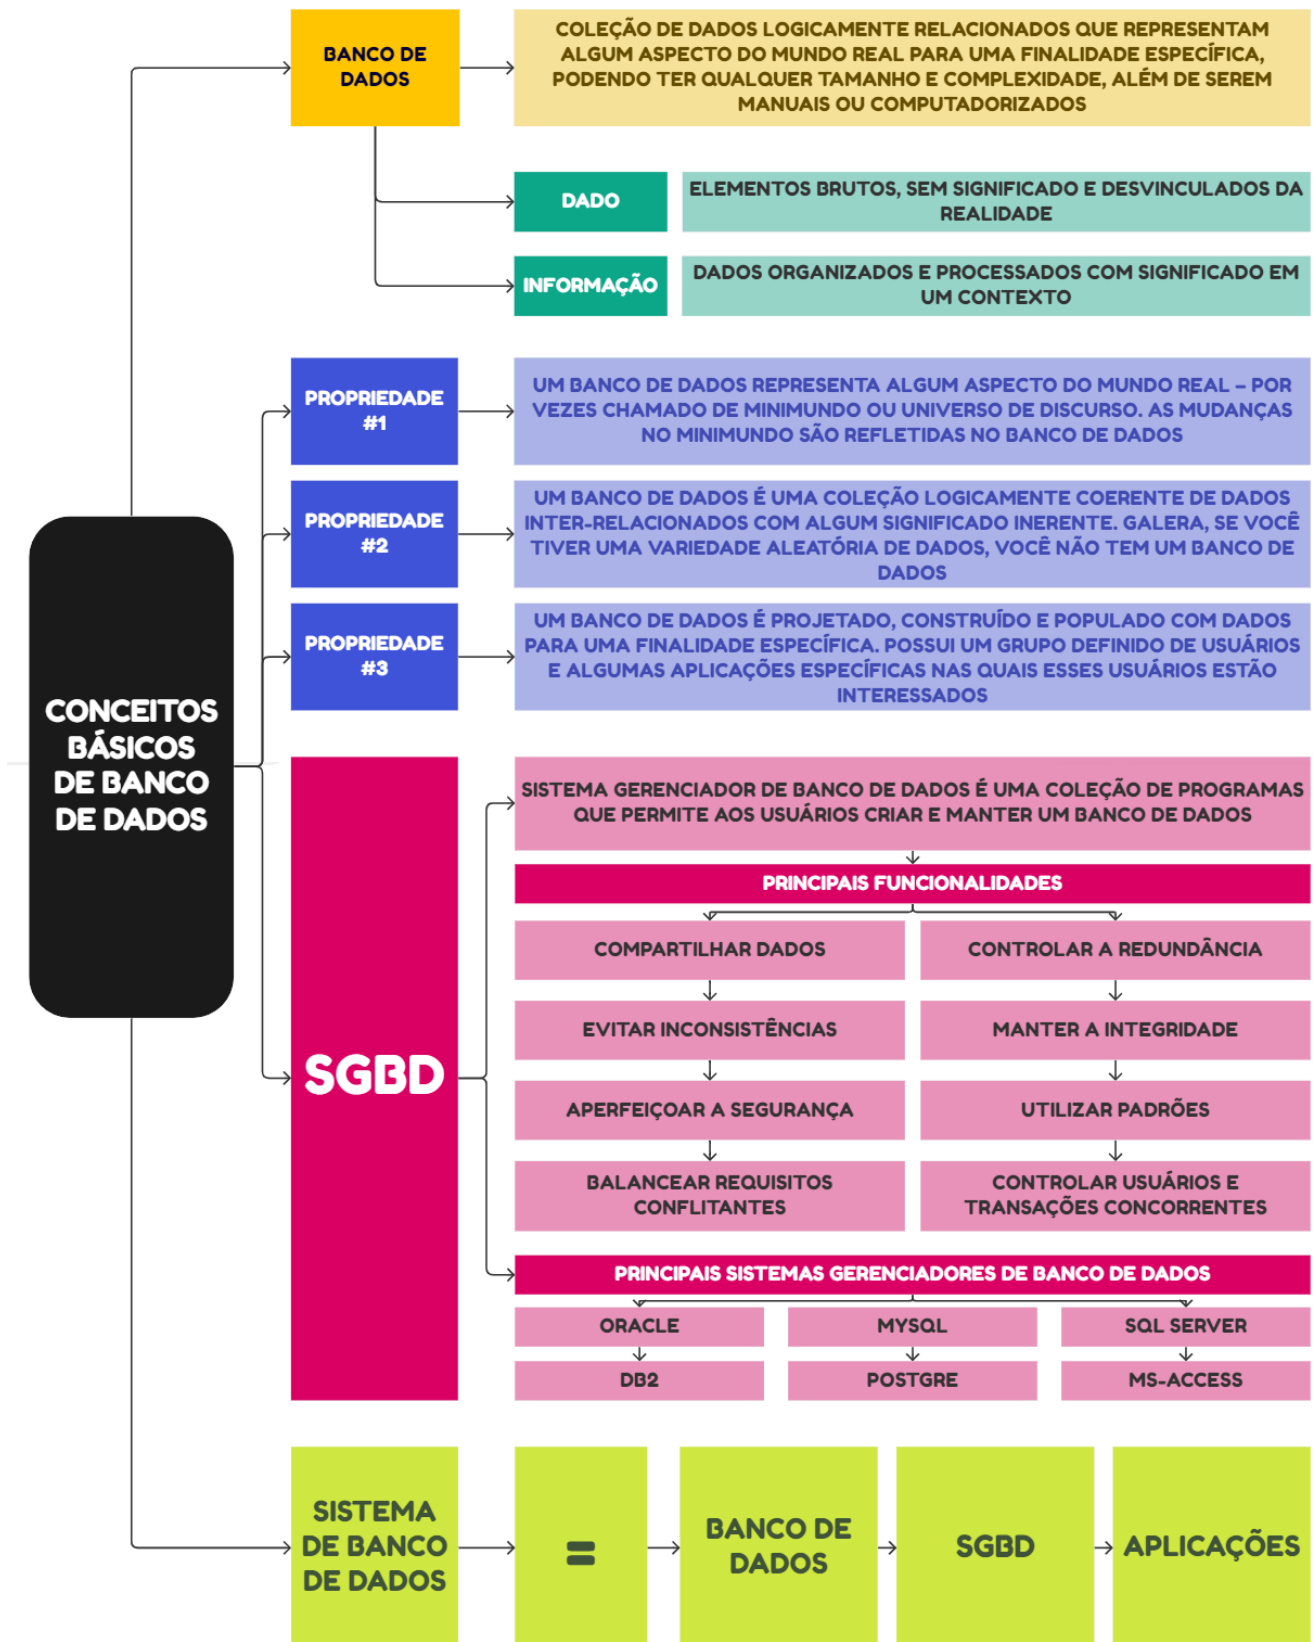 BANCO DE
DADOS
COLEÇÃO DE DADOS LOGICAMENTE RELACIONADOS QUE REPRESENTAM
ALGUM ASPECTO DO MUNDO REAL PARA UMA FINALIDADE ESPECÍFICA,
PODENDO TER QUALQUER TAMANHO E COMPLEXIDADE, ALÉM DE SEREM
MANUAIS OU COMPUTADORIZADOS
DADO
ELEMENTOS BRUTOS, SEM SIGNIFICADO E DESVINCULADOS DA
REALIDADE
INFORMAÇÃO
DADOS ORGANIZADOS E PROCESSADOS COM SIGNIFICADO EM
UM CONTEXTO
PROPRIEDADE
#1
UM BANCO DE DADOS REPRESENTA ALGUM ASPECTO DO MUNDO REAL – POR
VEZES CHAMADO DE MINIMUNDO OU UNIVERSO DE DISCURSO. AS MUDANÇAS
NO MINIMUNDO SÃO REFLETIDAS NO BANCO DE DADOS
PROPRIEDADE
#2
UM BANCO DE DADOS É UMA COLEÇÃO LOGICAMENTE COERENTE DE DADOS
INTER-RELACIONADOS COM ALGUM SIGNIFICADO INERENTE. GALERA, SE VOCÊ
TIVER UMA VARIEDADE ALEATÓRIA DE DADOS, VOCÊ NÃO TEM UM BANCO DE
DADOS
PROPRIEDADE
#3
UM BANCO DE DADOS É PROJETADO, CONSTRUÍDO E POPULADO COM DADOS
PARA UMA FINALIDADE ESPECÍFICA. POSSUI UM GRUPO DEFINIDO DE USUÁRIOS
E ALGUMAS APLICAÇÕES ESPECÍFICAS NAS QUAIS ESSES USUÁRIOS ESTÃO
INTERESSADOS
CONCEITOS
BÁSICOS
DE BANCO
DE DADOS
SGBD
SISTEMA GERENCIADOR DE BANCO DE DADOS É UMA COLEÇÃO DE PROGRAMAS
QUE PERMITE AOS USUÁRIOS CRIAR E MANTER UM BANCO DE DADOS
PRINCIPAIS FUNCIONALIDADES
COMPARTILHAR DADOS
CONTROLAR A REDUNDÂNCIA
EVITAR INCONSISTÊNCIAS
MANTER A INTEGRIDADE
APERFEIÇOAR A SEGURANÇA
UTILIZAR PADRÕES
BALANCEAR REQUISITOS
CONFLITANTES
CONTROLAR USUÁRIOS E
TRANSAÇÕES CONCORRENTES
PRINCIPAIS SISTEMAS GERENCIADORES DE BANCO DE DADOS
ORACLE
MYSQL
SQL SERVER
DB2
POSTGRE
MS-ACCESS
SISTEMA
DE BANCO
DE DADOS
=
BANCO DE
DADOS
SGBD
APLICAÇÕES